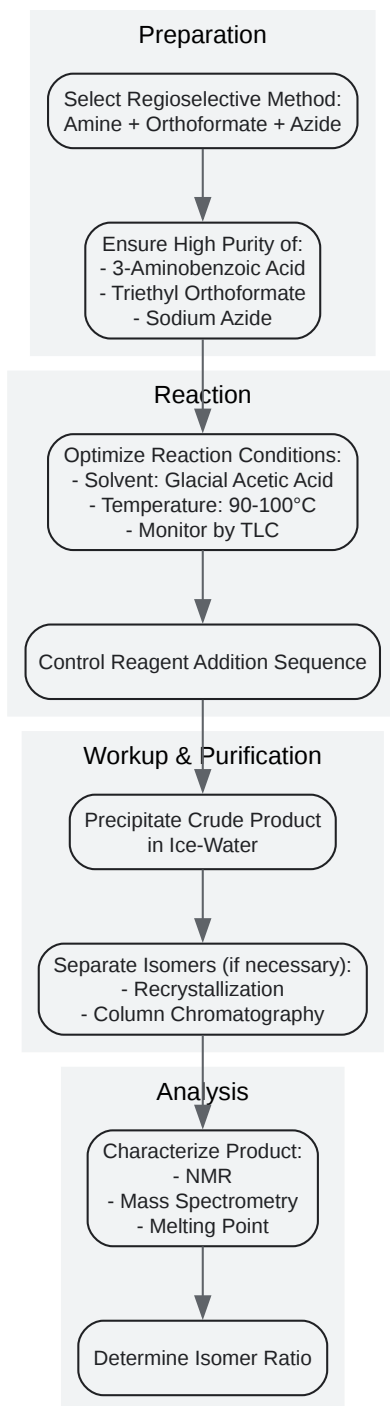 Preparation
Select Regioselective Method:
Amine + Orthoformate + Azide
Ensure High Purity of:
- 3-Aminobenzoic Acid
- Triethyl Orthoformate
- Sodium Azide
Reaction
Optimize Reaction Conditions:
- Solvent: Glacial Acetic Acid
- Temperature: 90-100°C
- Monitor by TLC
Control Reagent Addition Sequence
Workup & Purification
Precipitate Crude Product
in Ice-Water
Separate Isomers (if necessary):
- Recrystallization
- Column Chromatography
Analysis
Characterize Product:
- NMR
- Mass Spectrometry
- Melting Point
Determine Isomer Ratio